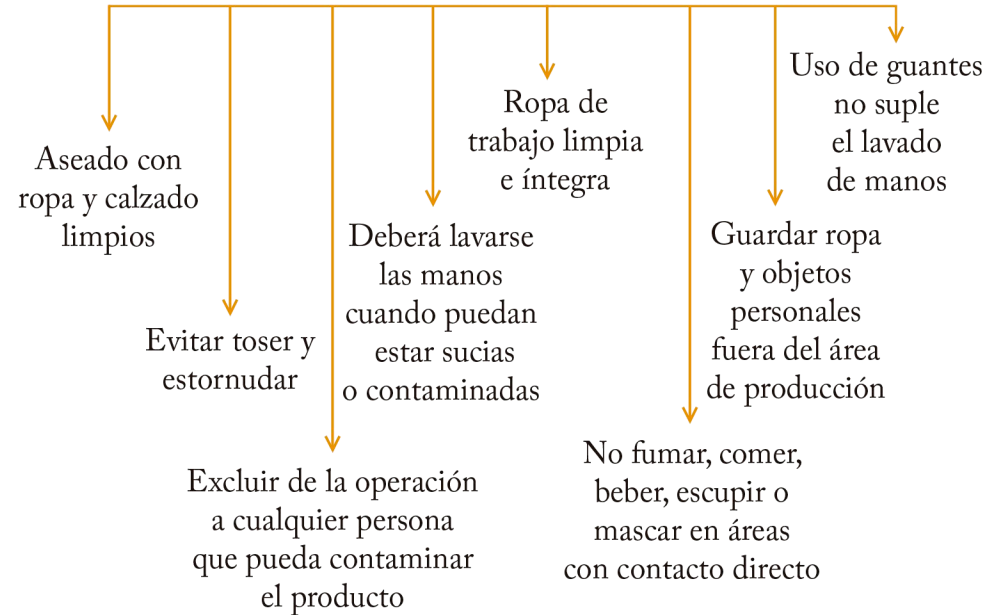 Aseado con
ropa y calzado
limpios
Evitar toser y
estornudar
Excluir de la operación
a cualquier persona
que pueda contaminar
el producto
Deberá lavarse
las manos
cuando puedan
estar sucias
o contaminadas
Ropa de
trabajo limpia
e íntegra
No fumar, comer,
beber, escupir o
mascar en áreas
con contacto directo
Guardar ropa
y objetos
personales
fuera del área
de producción
Uso de guantes
no suple
el lavado
de manos